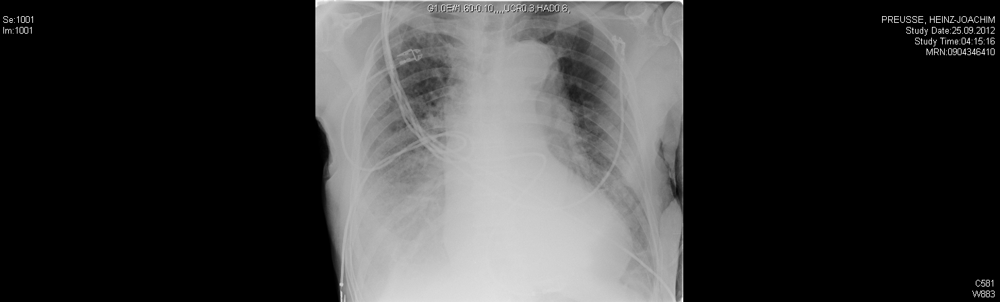 G1.0E#1.60-0.10,,,,UCR0.3,HAD0.6,
Se:1001
Im:1001
PREUSSE, HEINZ-JOACHIM
Study Date:25.09.2012
Study Time:04:15:16
MRN:0904346410
C581
W883